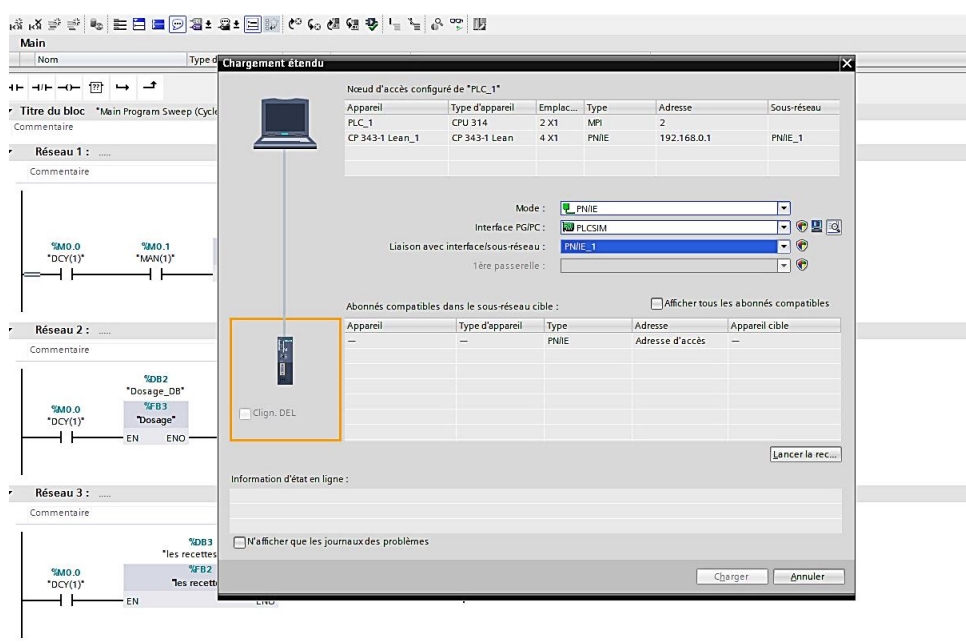 Main
Nom Type d
Chargement étendu
Titre du bloc "Main Program Sweep (Cycle
Commentaire
Réseau 1 : .....
Commentaire
%M0.0 %M0.1
"DCY(1)" "MAN(1)"
Réseau 2 : .....
Commentaire
%DB2
"Dosage_DB"
%M0.0 %FB3
"DCY(1)" "Dosage"
EN ENO
Réseau 3 : .....
Commentaire
%DB3
"les recettes
%M0.0 %FB2
"DCY(1)" "les recett
EN ENO
Nœud d'accès configuré de "PLC_1"
Appareil Type d'appareil Emplac... Type Adresse Sous-réseau
PLC_1 CPU 314 2 X1 MPI 2
CP 343-1 Lean_1 CP 343-1 Lean 4 X1 PN/IE 192.168.0.1 PN/IE_1
Mode : PN/IE
Interface PG/PC : PLCSIM
Liaison avec interface/sous-réseau : PN/IE_1
1ère passerelle :
Abonnés compatibles dans le sous-réseau cible : Afficher tous les abonnés compatibles
Appareil Type d'appareil Type Adresse Appareil cible
— — PN/IE Adresse d'accès —
Clign. DEL
Lancer la rec...
Information d'état en ligne :
N'afficher que les journaux des problèmes
Charger Annuler